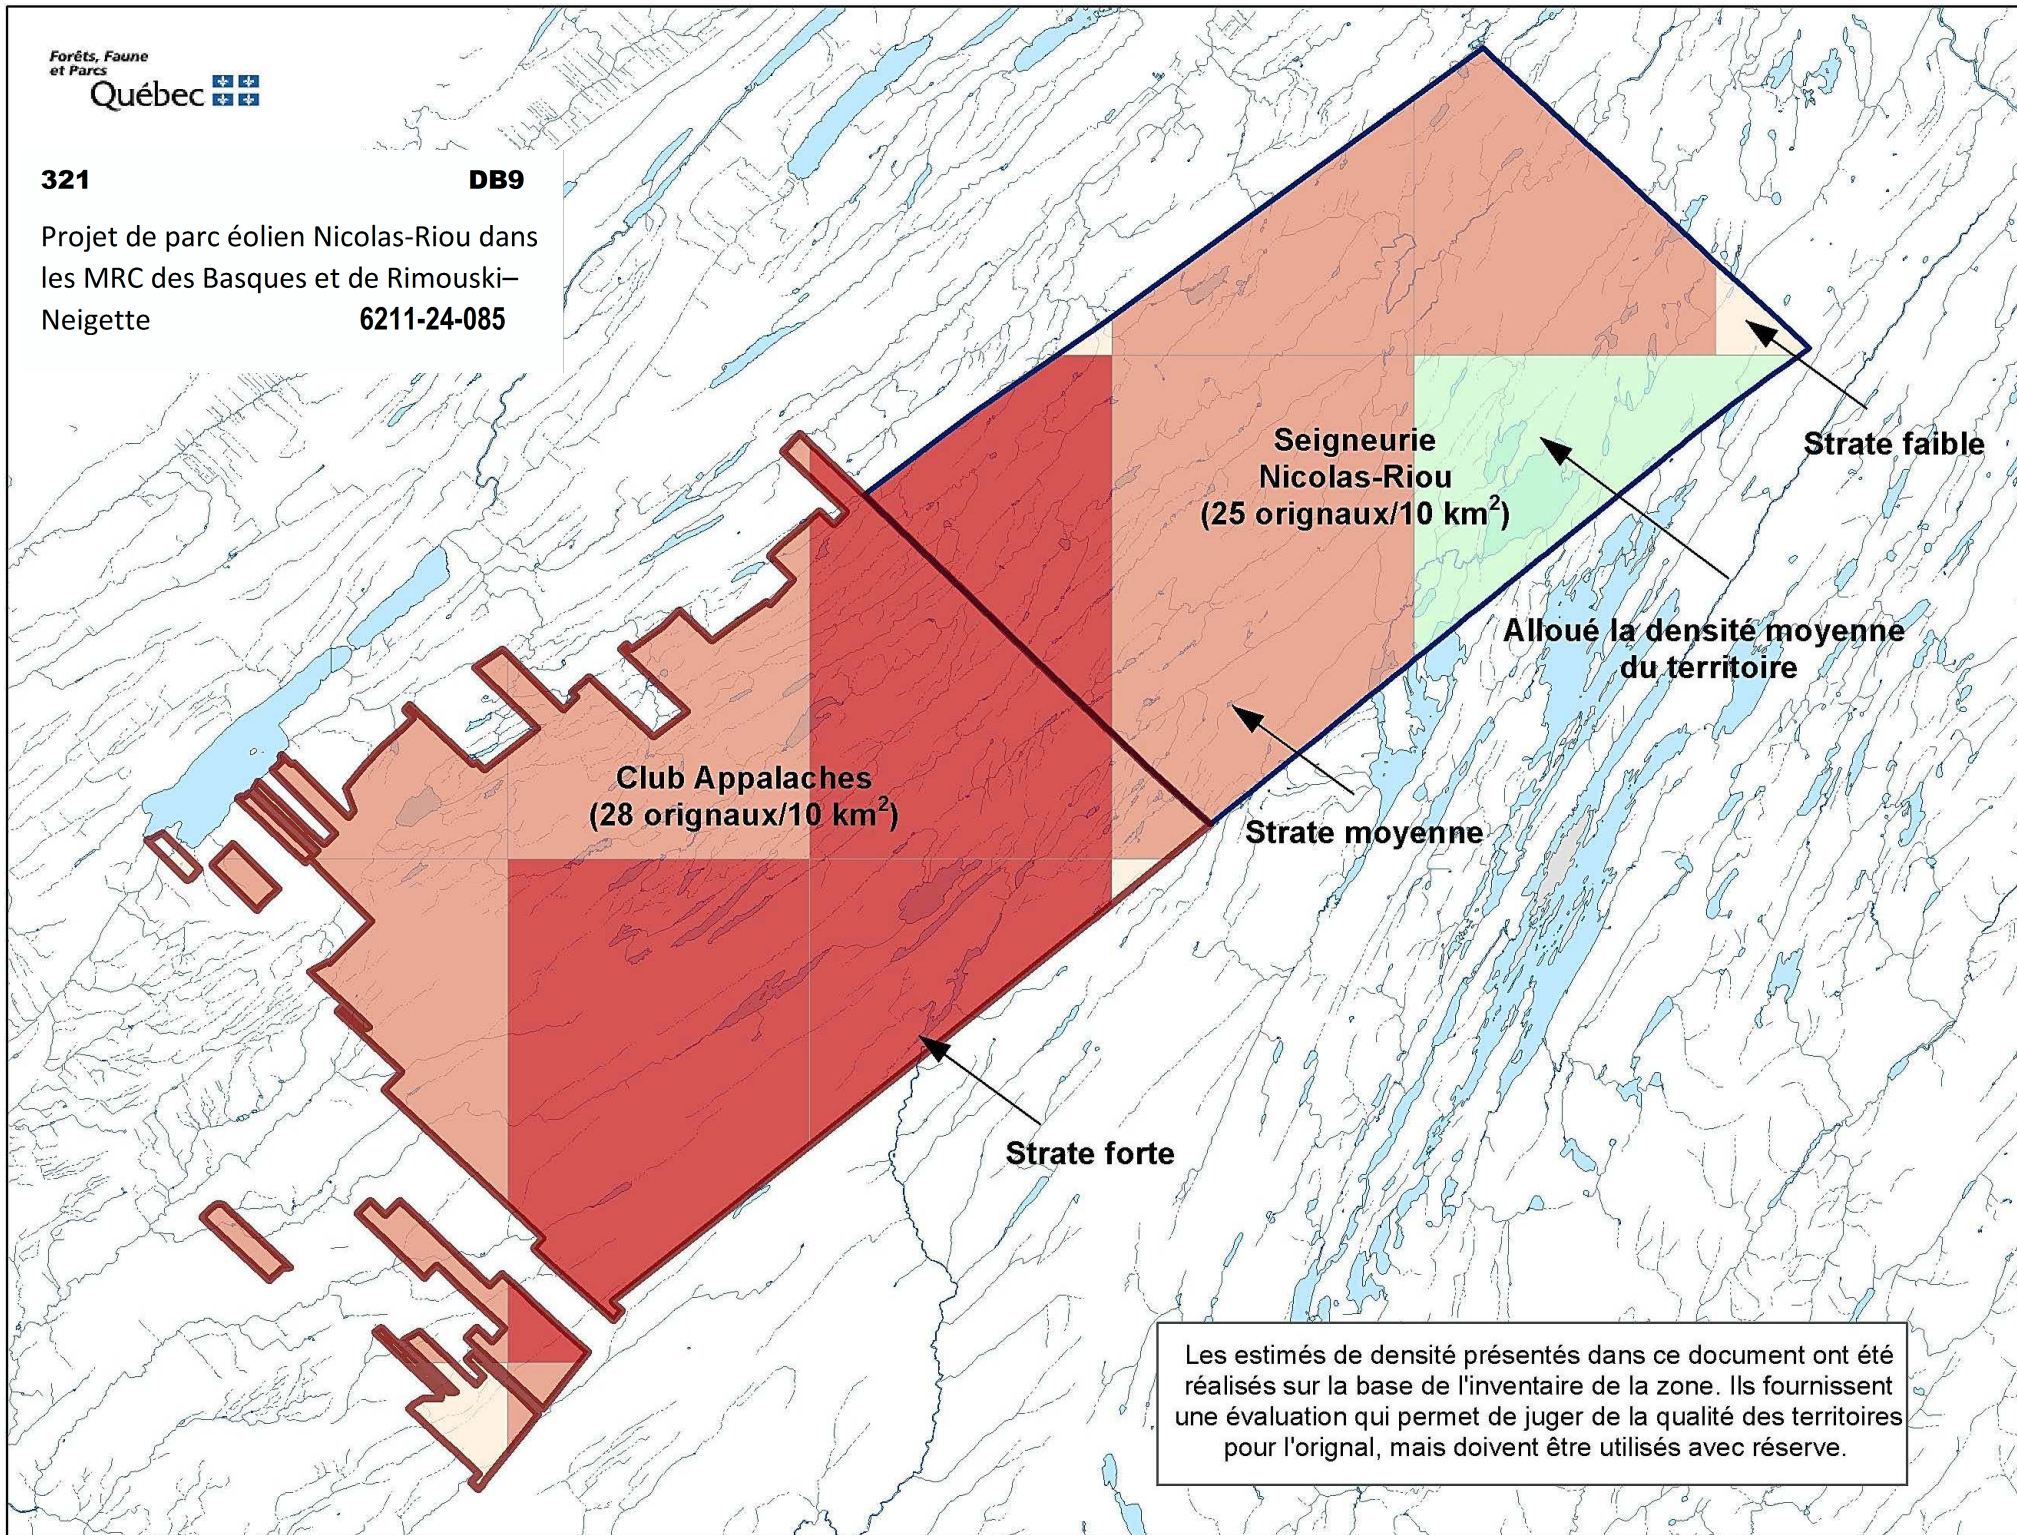 Forêts, Faune
et Parcs
Québec
321 DB9
Projet de parc éolien Nicolas-Riou dans
les MRC des Basques et de Rimouski–
Neigette 6211-24-085
Seigneurie
Nicolas-Riou
(25 orignaux/10 km²)
Strate faible
Alloué la densité moyenne
du territoire
Club Appalaches
(28 orignaux/10 km²)
Strate moyenne
Strate forte
Les estimés de densité présentés dans ce document ont été
réalisés sur la base de l'inventaire de la zone. Ils fournissent
une évaluation qui permet de juger de la qualité des territoires
pour l'orignal, mais doivent être utilisés avec réserve.